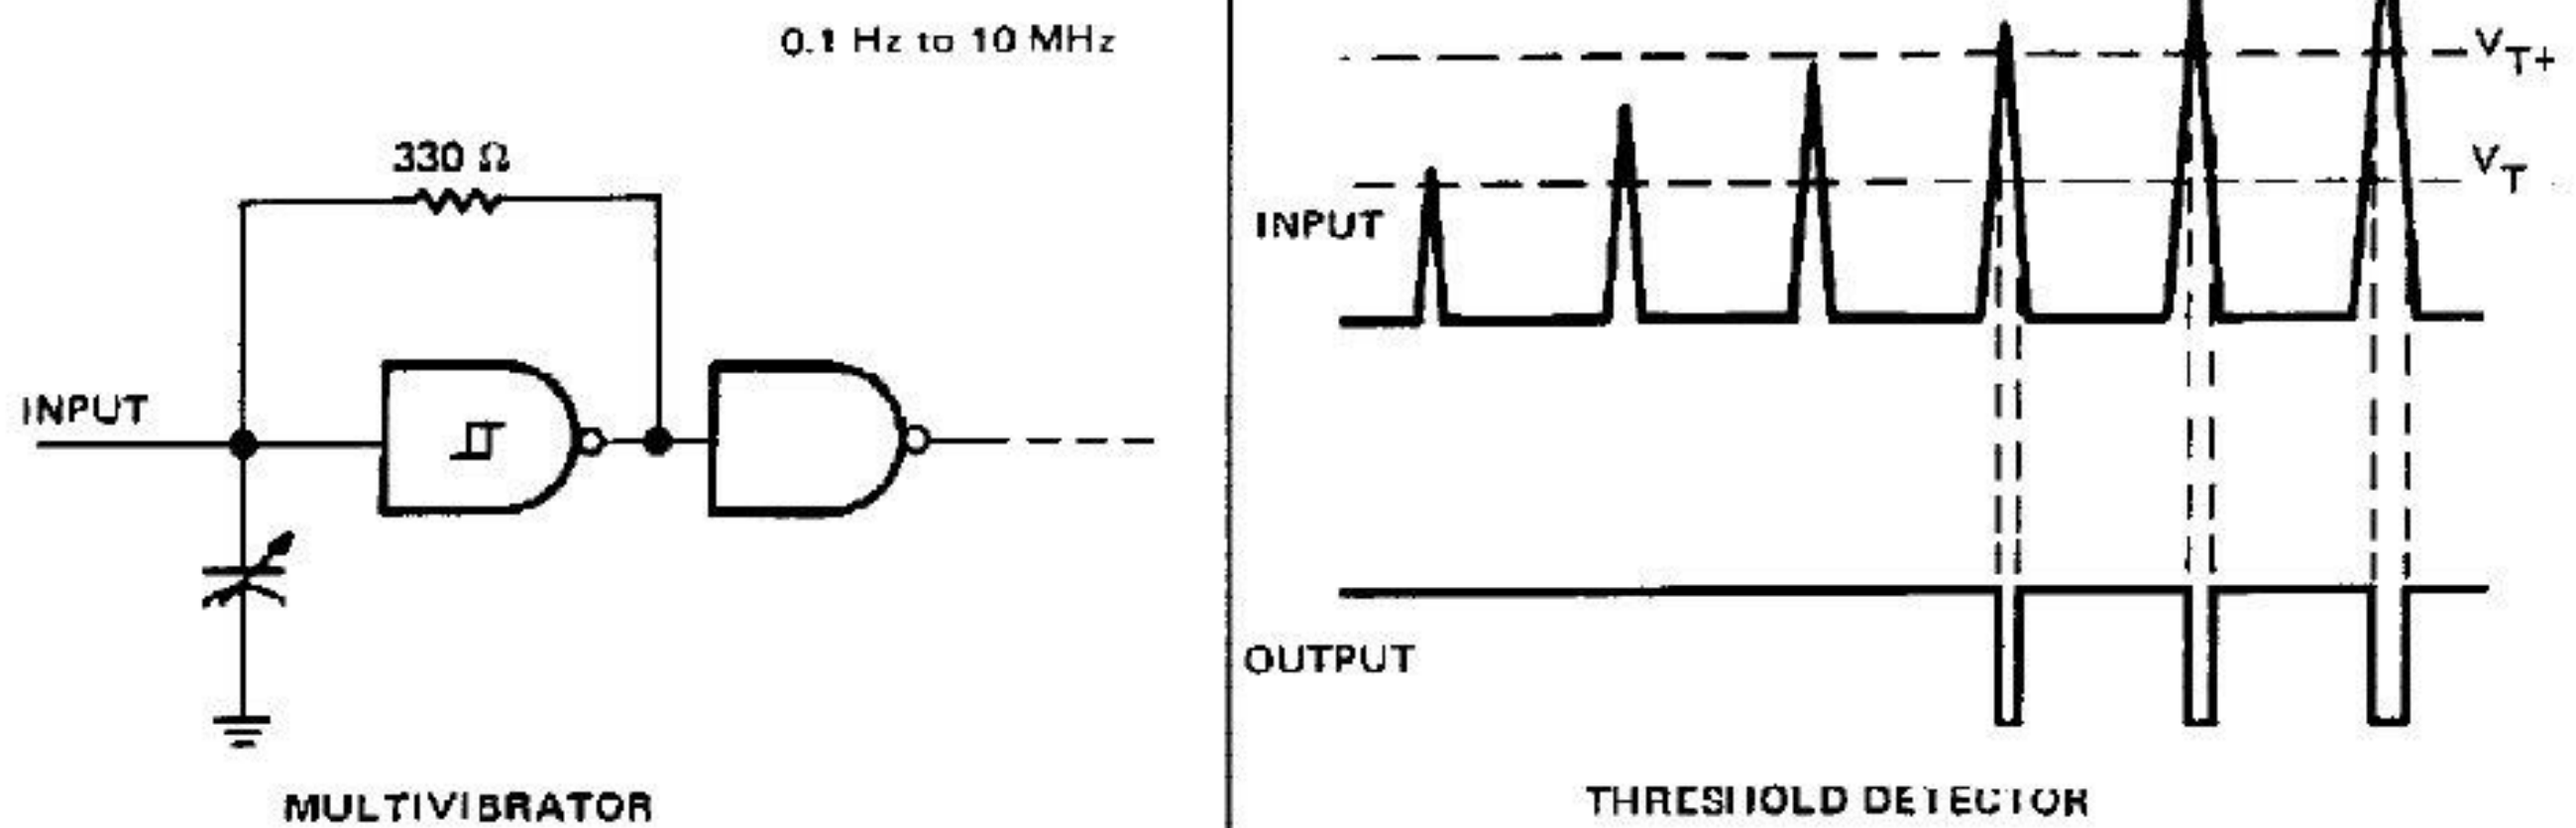 0.1 Hz to 10 MHz
330 Ω
INPUT
MULTIVIBRATOR
VT+
VT
INPUT
OUTPUT
THRESHOLD DETECTOR